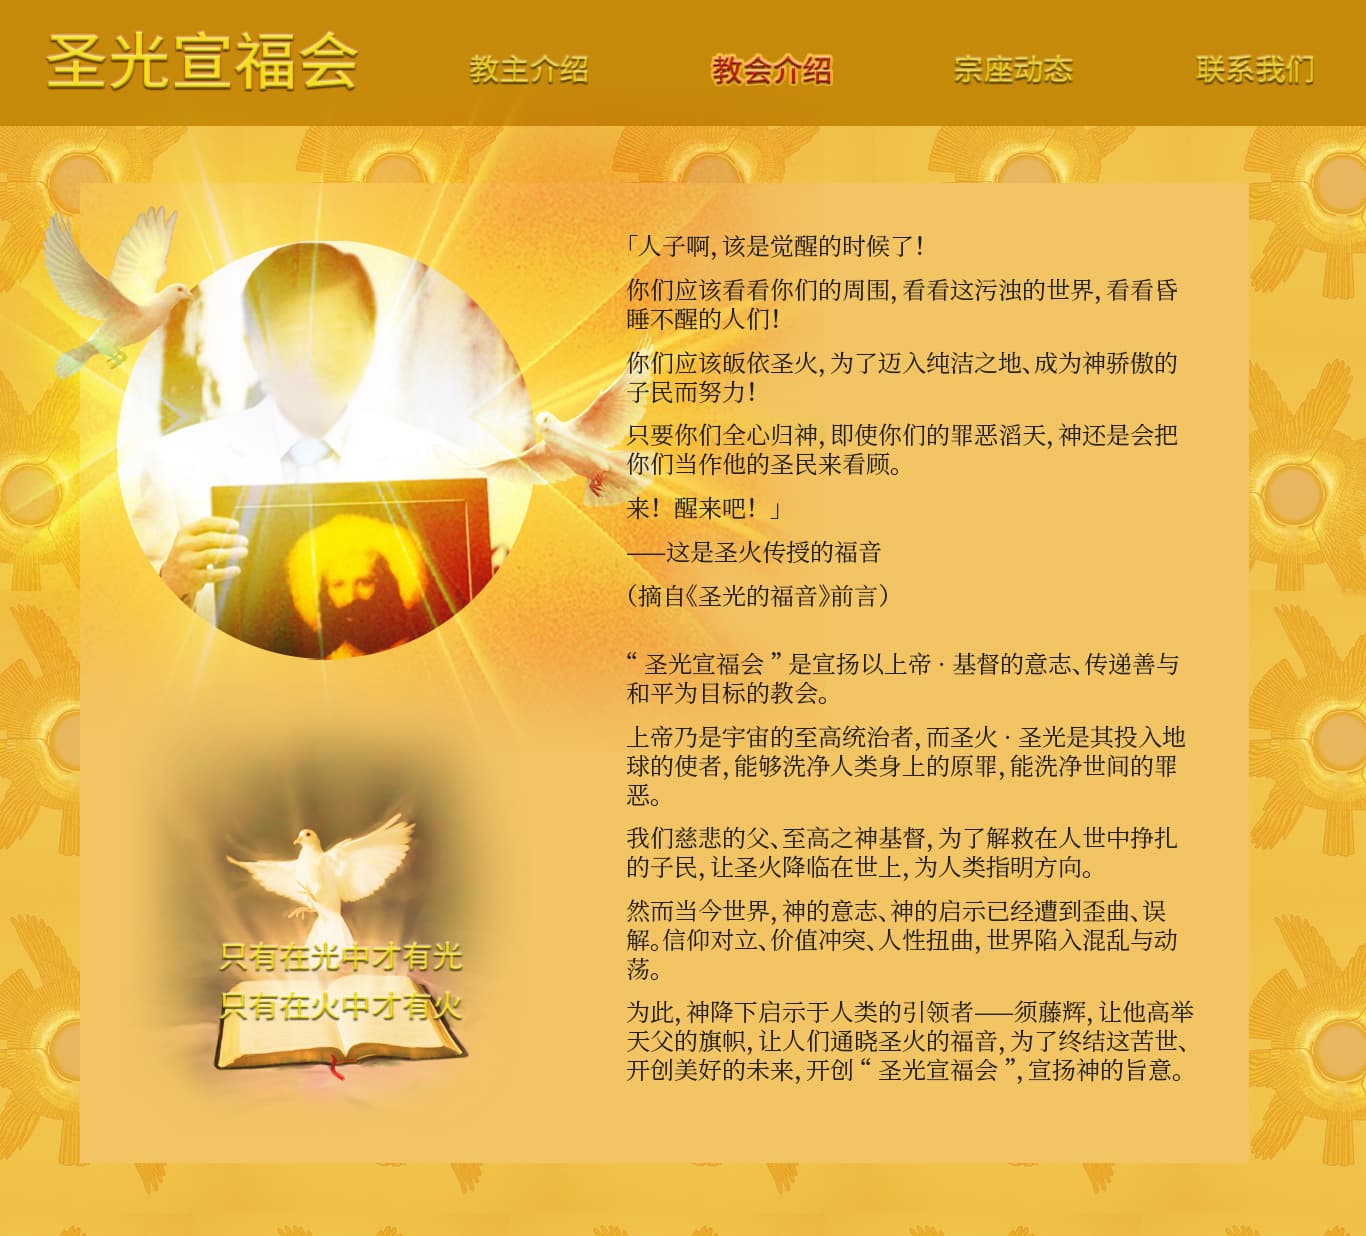 圣光宣福会
教主介绍
教会介绍
宗座动态
联系我们
「人子啊，该是觉醒的时候了！
你们应该看看你们的周围，看看这污浊的世界，看看昏
睡不醒的人们！
你们应该皈依圣火，为了迈入纯洁之地、成为神骄傲的
子民而努力！
只要你们全心归神，即使你们的罪恶滔天，神还是会把
你们当作他的圣民来看顾。
来！醒来吧！」
——这是圣火传授的福音
（摘自《圣光的福音》前言）
“ 圣光宣福会 ” 是宣扬以上帝 · 基督的意志、传递善与
和平为目标的教会。
上帝乃是宇宙的至高统治者，而圣火 · 圣光是其投入地
球的使者，能够洗净人类身上的原罪，能洗净世间的罪
恶。
我们慈悲的父、至高之神基督，为了解救在人世中挣扎
的子民，让圣火降临在世上，为人类指明方向。
然而当今世界，神的意志、神的启示已经遭到歪曲、误
解。信仰对立、价值冲突、人性扭曲，世界陷入混乱与动
荡。
为此，神降下启示于人类的引领者——须藤辉，让他高举
天父的旗帜，让人们通晓圣火的福音，为了终结这苦世、
开创美好的未来，开创 “ 圣光宣福会 ”，宣扬神的旨意。
只有在光中才有光
只有在火中才有火